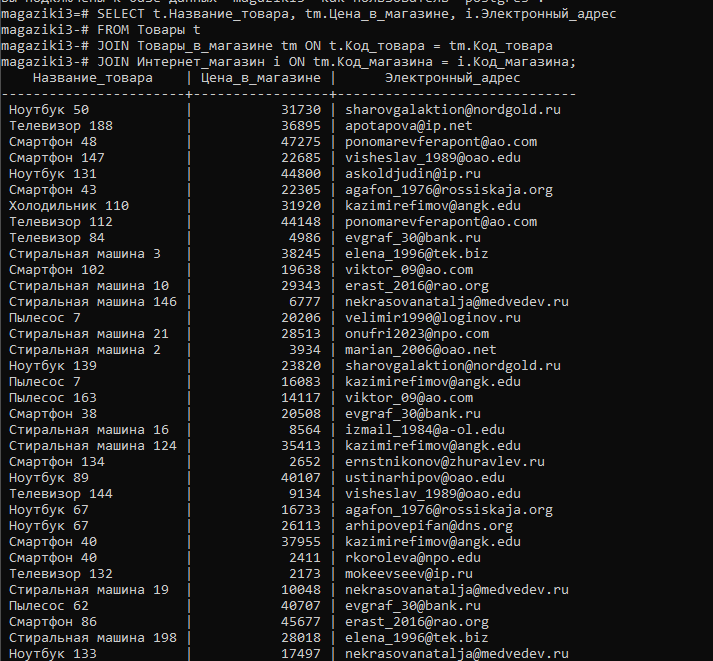 magaziki3=# SELECT t.Название_товара, tm.Цена_в_магазине, i.Электронный_адрес
magaziki3-# FROM Товары t
magaziki3-# JOIN Товары_в_магазине tm ON t.Код_товара = tm.Код_товара
magaziki3-# JOIN Интернет_магазин i ON tm.Код_магазина = i.Код_магазина;
Название_товара | Цена_в_магазине | Электронный_адрес
-----------------------+-----------------+-----------------------------
Ноутбук 50 | 31730 | sharovgalaktion@nordgold.ru
Телевизор 188 | 36895 | apotapova@ip.net
Смартфон 48 | 47275 | ponomarevferapont@ao.com
Смартфон 147 | 22685 | visheslav_1989@oao.edu
Ноутбук 131 | 44800 | askoldjudin@ip.ru
Смартфон 43 | 22305 | agafon_1976@rossiskaja.org
Холодильник 110 | 31920 | kazimirefimov@angk.edu
Телевизор 112 | 44148 | ponomarevferapont@ao.com
Телевизор 84 | 4986 | evgraf_30@bank.ru
Стиральная машина 3 | 38245 | elena_1996@tek.biz
Смартфон 102 | 19638 | viktor_09@ao.com
Стиральная машина 10 | 29343 | erast_2016@rao.org
Стиральная машина 146 | 6777 | nekrasovanatalja@medvedev.ru
Пылесос 7 | 20206 | velimir1990@loginov.ru
Стиральная машина 21 | 28513 | onufri2023@npo.com
Стиральная машина 2 | 3934 | marian_2006@oao.net
Ноутбук 139 | 23820 | sharovgalaktion@nordgold.ru
Пылесос 7 | 16083 | kazimirefimov@angk.edu
Пылесос 163 | 14117 | viktor_09@ao.com
Смартфон 38 | 20508 | evgraf_30@bank.ru
Стиральная машина 16 | 8564 | izmail_1984@a-ol.edu
Стиральная машина 124 | 35413 | kazimirefimov@angk.edu
Смартфон 134 | 2652 | ernstnikonov@zhuravlev.ru
Ноутбук 89 | 40107 | ustinarhipov@oao.edu
Телевизор 144 | 9134 | visheslav_1989@oao.edu
Ноутбук 67 | 16733 | agafon_1976@rossiskaja.org
Ноутбук 67 | 26113 | arhipovepifan@dns.org
Смартфон 40 | 37955 | kazimirefimov@angk.edu
Смартфон 40 | 2411 | rkoroleva@npo.edu
Телевизор 132 | 2173 | mokeevseev@ip.ru
Стиральная машина 19 | 10048 | nekrasovanatalja@medvedev.ru
Пылесос 62 | 40707 | evgraf_30@bank.ru
Смартфон 86 | 45677 | erast_2016@rao.org
Стиральная машина 198 | 28018 | elena_1996@tek.biz
Ноутбук 133 | 17497 | nekrasovanatalja@medvedev.ru